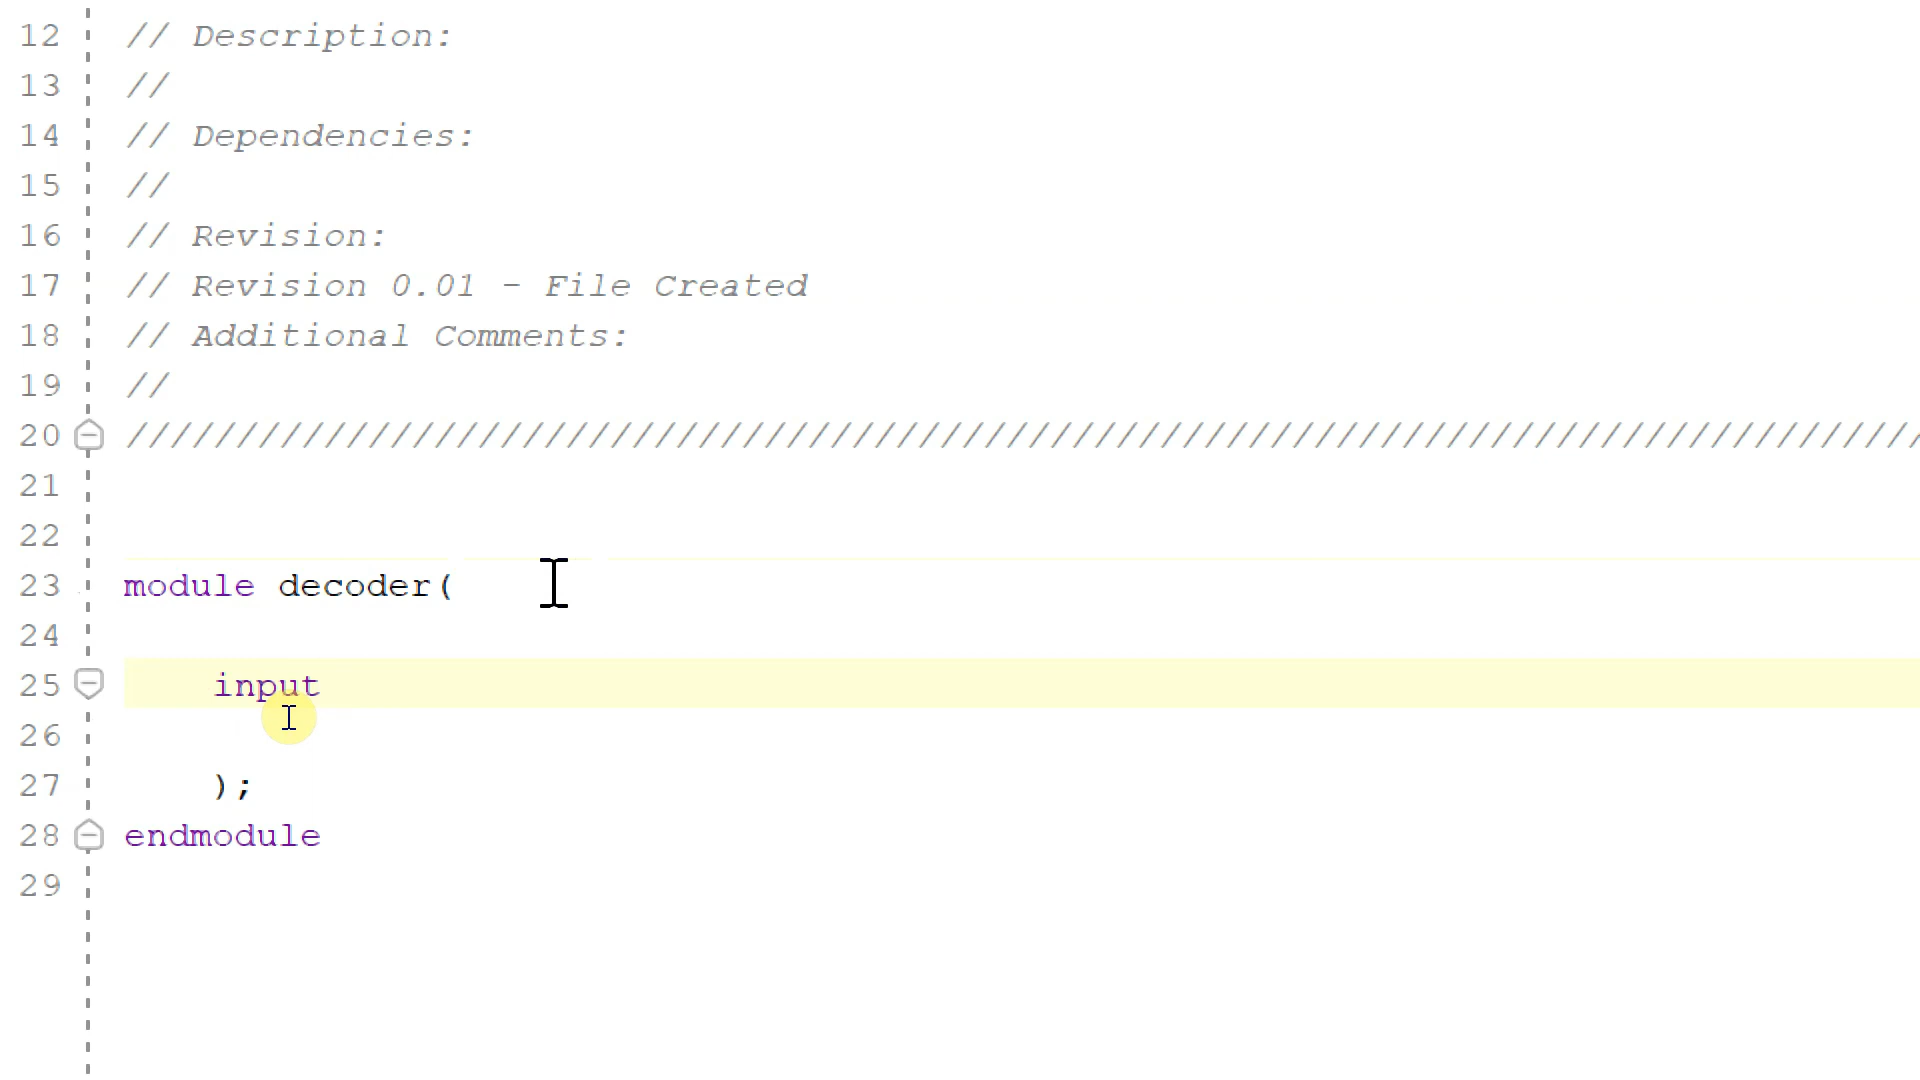 12 // Description:
13 //
14 // Dependencies:
15 //
16 // Revision:
17 // Revision 0.01 - File Created
18 // Additional Comments:
19 //
20 //////////////////////////////////////////////////////////////////////////////////
21
22
23 module decoder(
24
25 input
26
27 );
28 endmodule
29